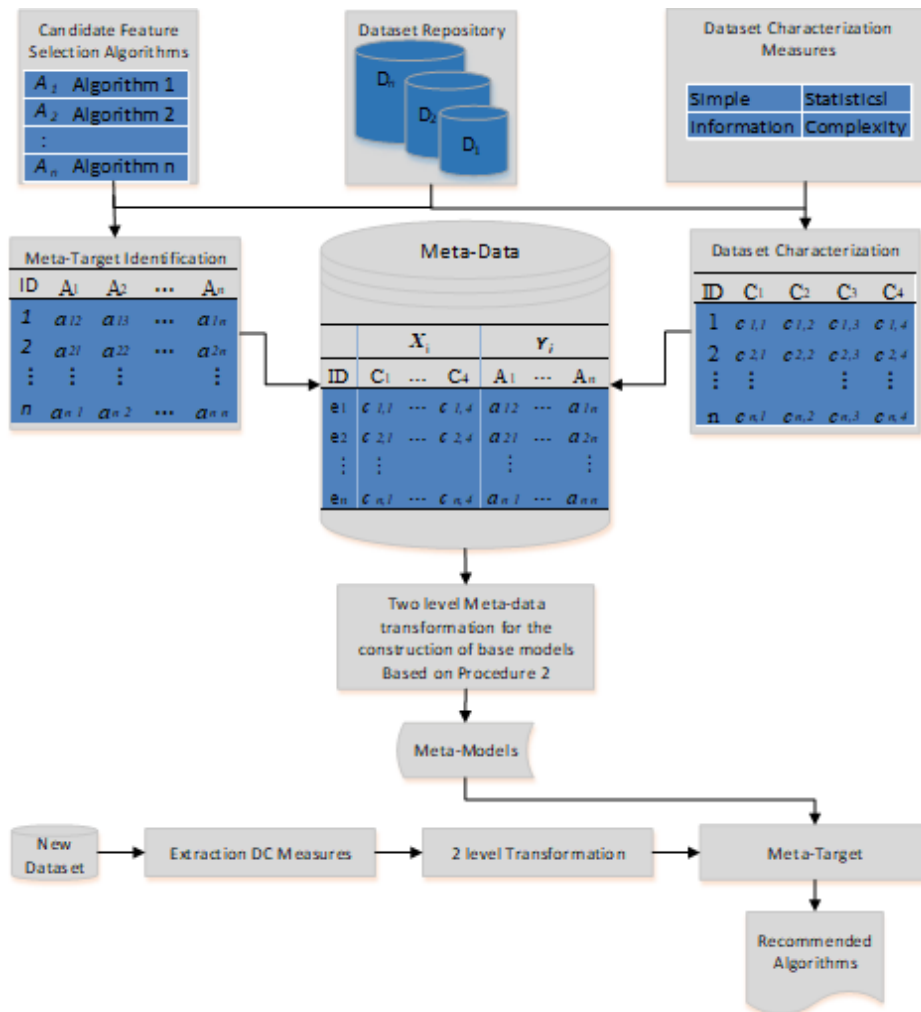 Candidate Feature
Selection Algorithms
A1 Algorithm 1
A2 Algorithm 2
:
An Algorithm n
Dataset Repository
Dn
D2
D1
Dataset Characterization
Measures
Simple Statisticsl
Information Complexity
Meta-Target Identification
ID A1 A2 ... An
1 a12 a13 ... a1n
2 a21 a22 ... a2n
⋮ ⋮ ⋮ ⋮
n an1 an2 ... ann
Meta-Data
Xi Yi
ID C1 ... C4 A1 ... An
e1 c1,1 ... c1,4 a12 ... a1n
e2 c2,1 ... c2,4 a21 ... a2n
⋮ ⋮ ⋮ ⋮
en cn,1 ... cn,4 an1 ... ann
Dataset Characterization
ID C1 C2 C3 C4
1 c1,1 c1,2 c1,3 c1,4
2 c2,1 c2,2 c2,3 c2,4
⋮ ⋮ ⋮ ⋮
n cn,1 cn,2 cn,3 cn,4
Two level Meta-data
transformation for the
construction of base models
Based on Procedure 2
Meta-Models
New
Dataset
Extraction DC Measures
2 level Transformation
Meta-Target
Recommended
Algorithms